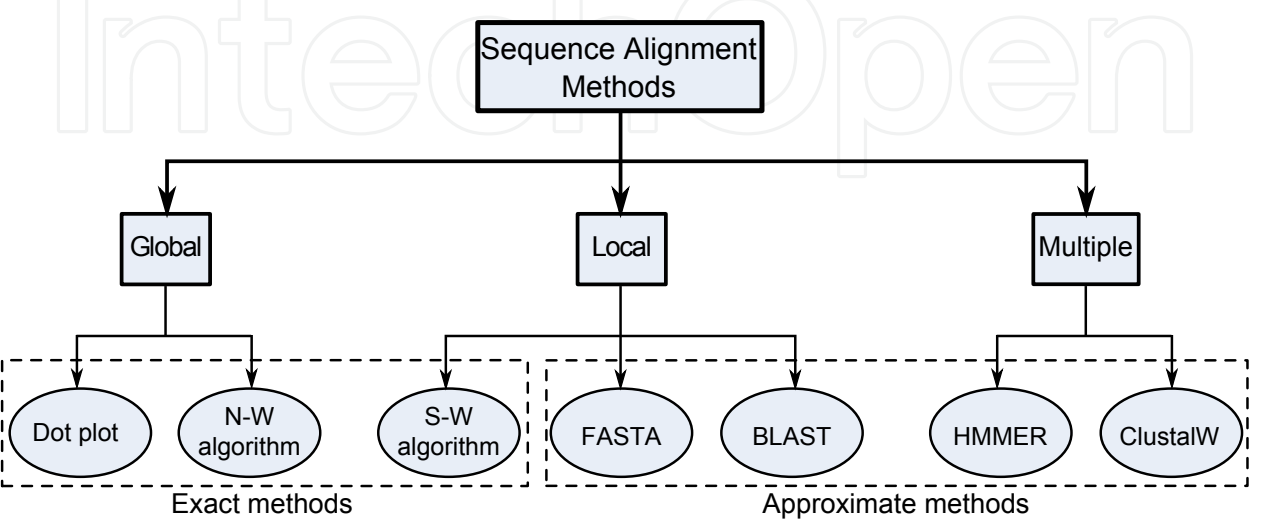 IntechOpen
Sequence Alignment
Methods
Global
Local
Multiple
Dot plot
N-W
algorithm
S-W
algorithm
FASTA
BLAST
HMMER
ClustalW
Exact methods
Approximate methods